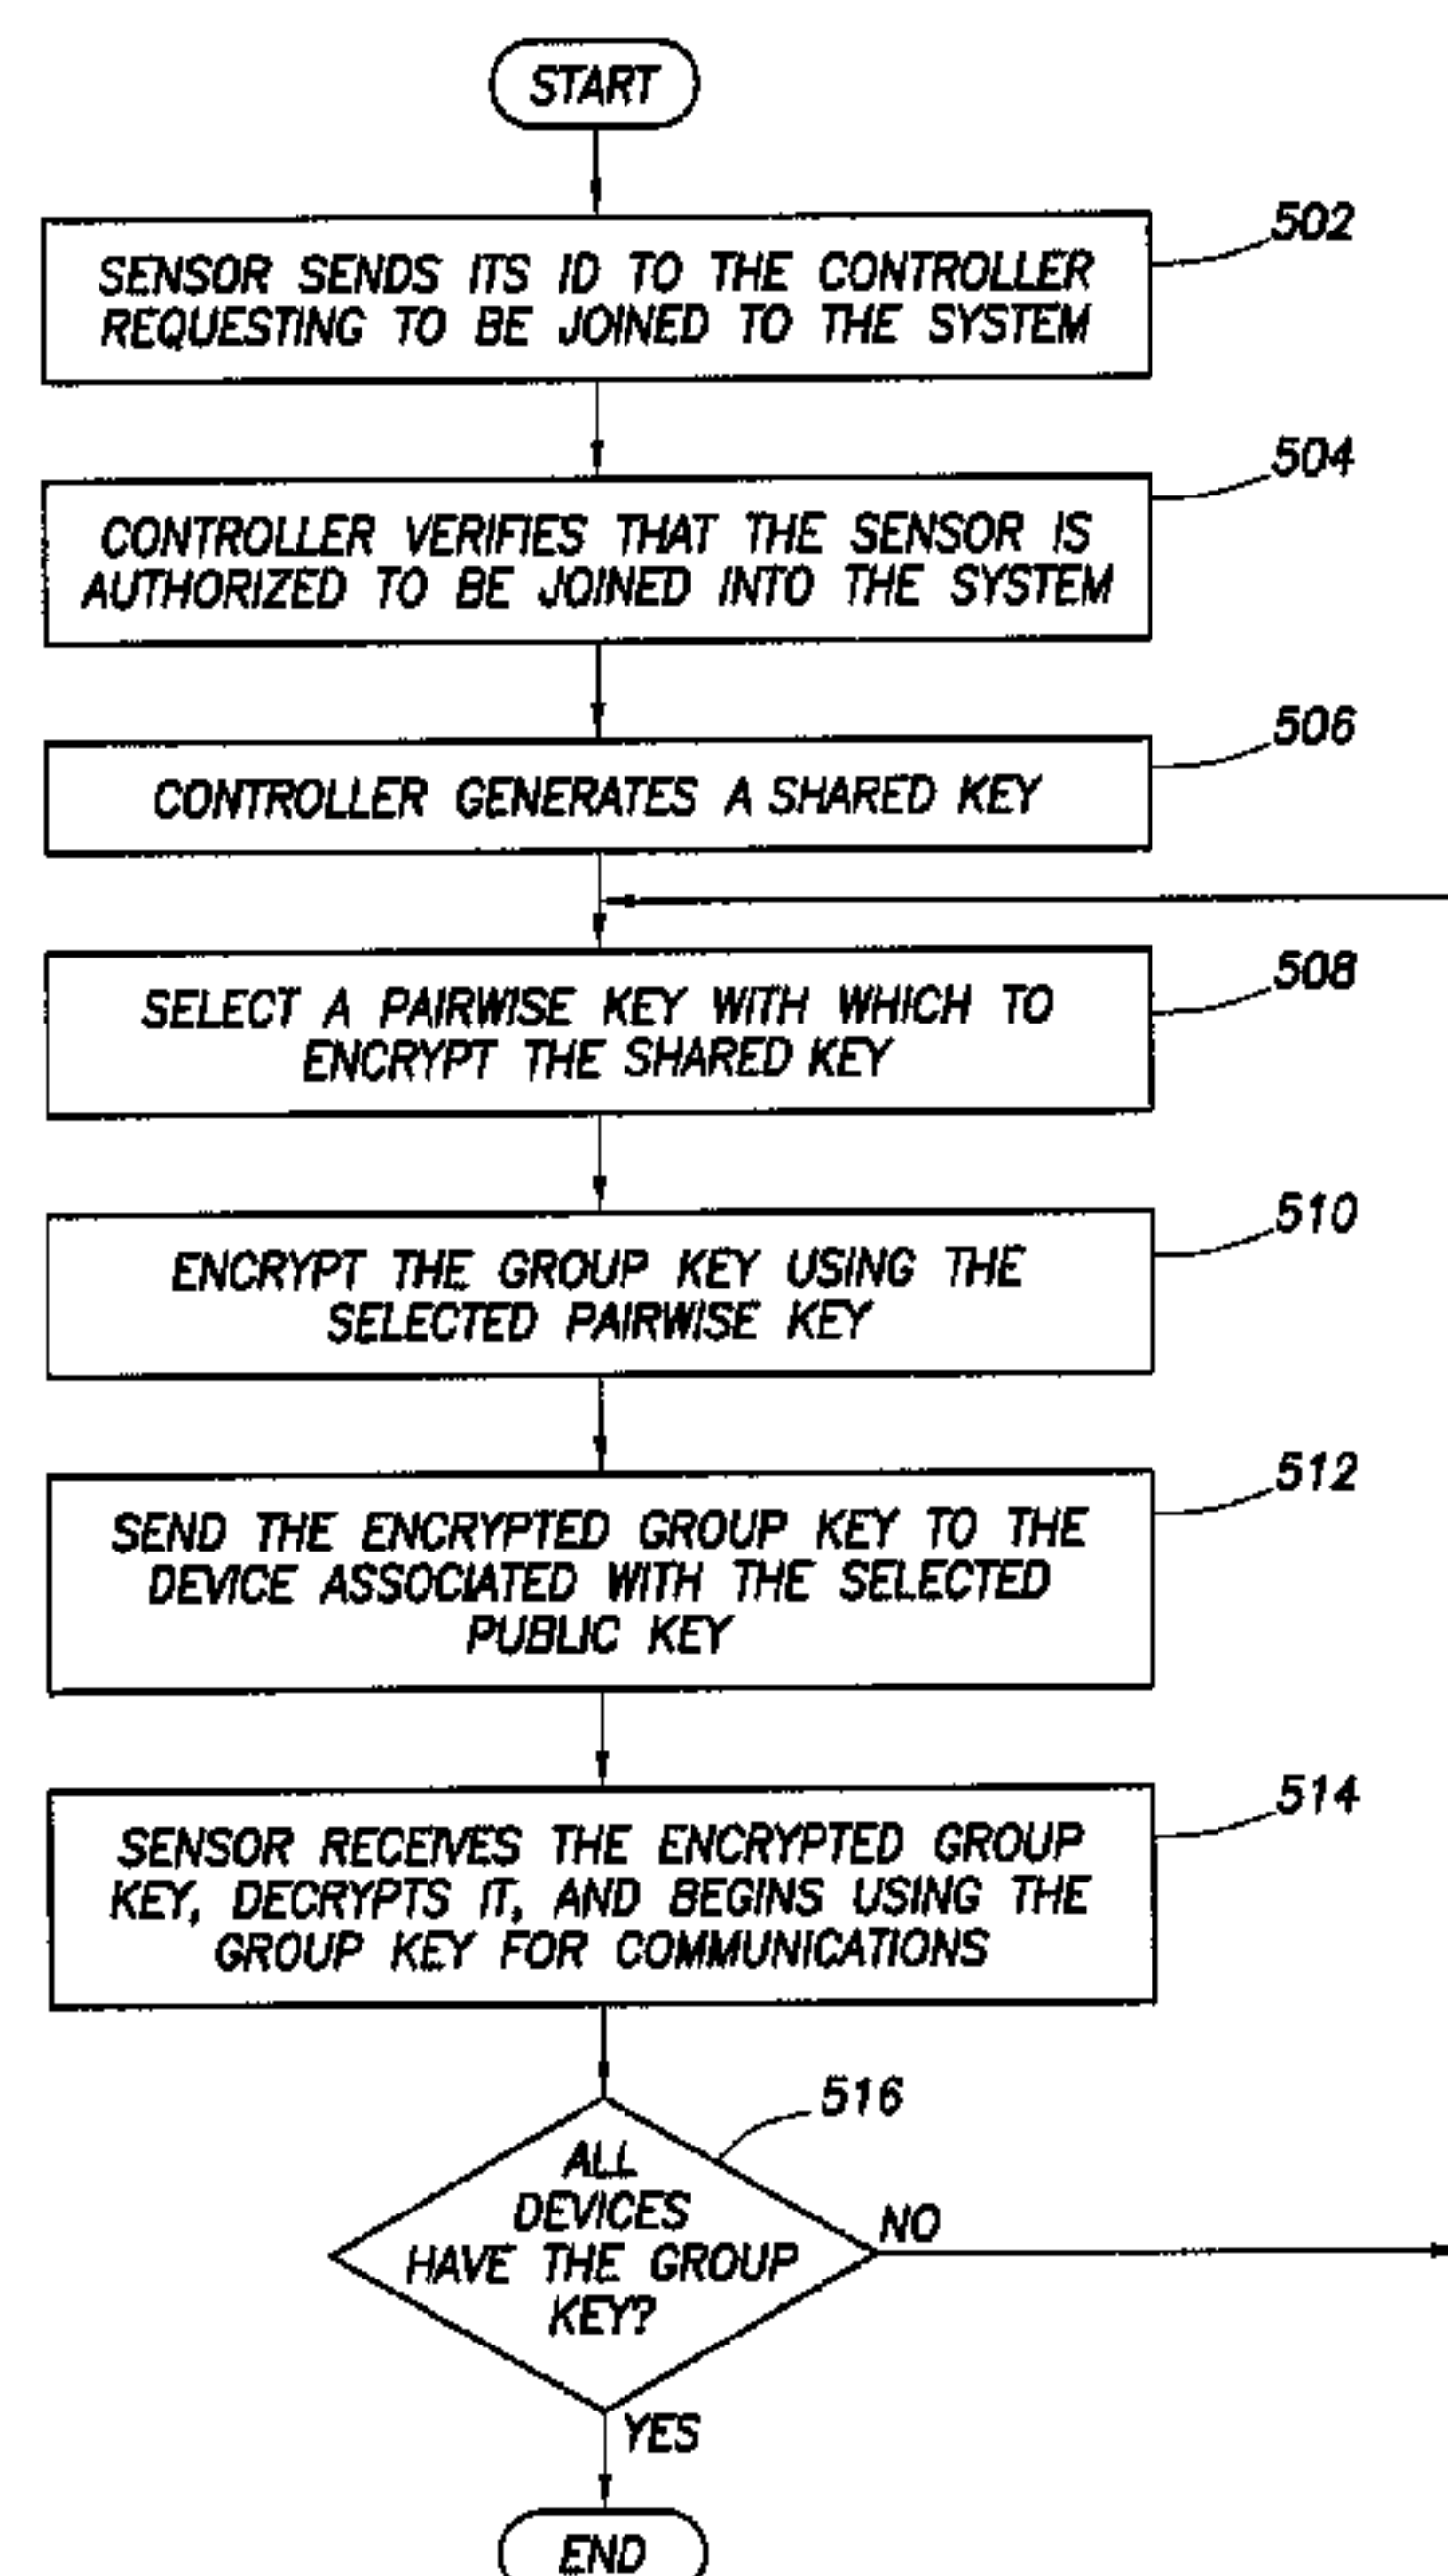 START
502
SENSOR SENDS ITS ID TO THE CONTROLLER
REQUESTING TO BE JOINED TO THE SYSTEM
504
CONTROLLER VERIFIES THAT THE SENSOR IS
AUTHORIZED TO BE JOINED INTO THE SYSTEM
506
CONTROLLER GENERATES A SHARED KEY
508
SELECT A PAIRWISE KEY WITH WHICH TO
ENCRYPT THE SHARED KEY
510
ENCRYPT THE GROUP KEY USING THE
SELECTED PAIRWISE KEY
512
SEND THE ENCRYPTED GROUP KEY TO THE
DEVICE ASSOCIATED WITH THE SELECTED
PUBLIC KEY
514
SENSOR RECEIVES THE ENCRYPTED GROUP
KEY, DECRYPTS IT, AND BEGINS USING THE
GROUP KEY FOR COMMUNICATIONS
516
ALL
DEVICES
HAVE THE GROUP
KEY?
NO
YES
END